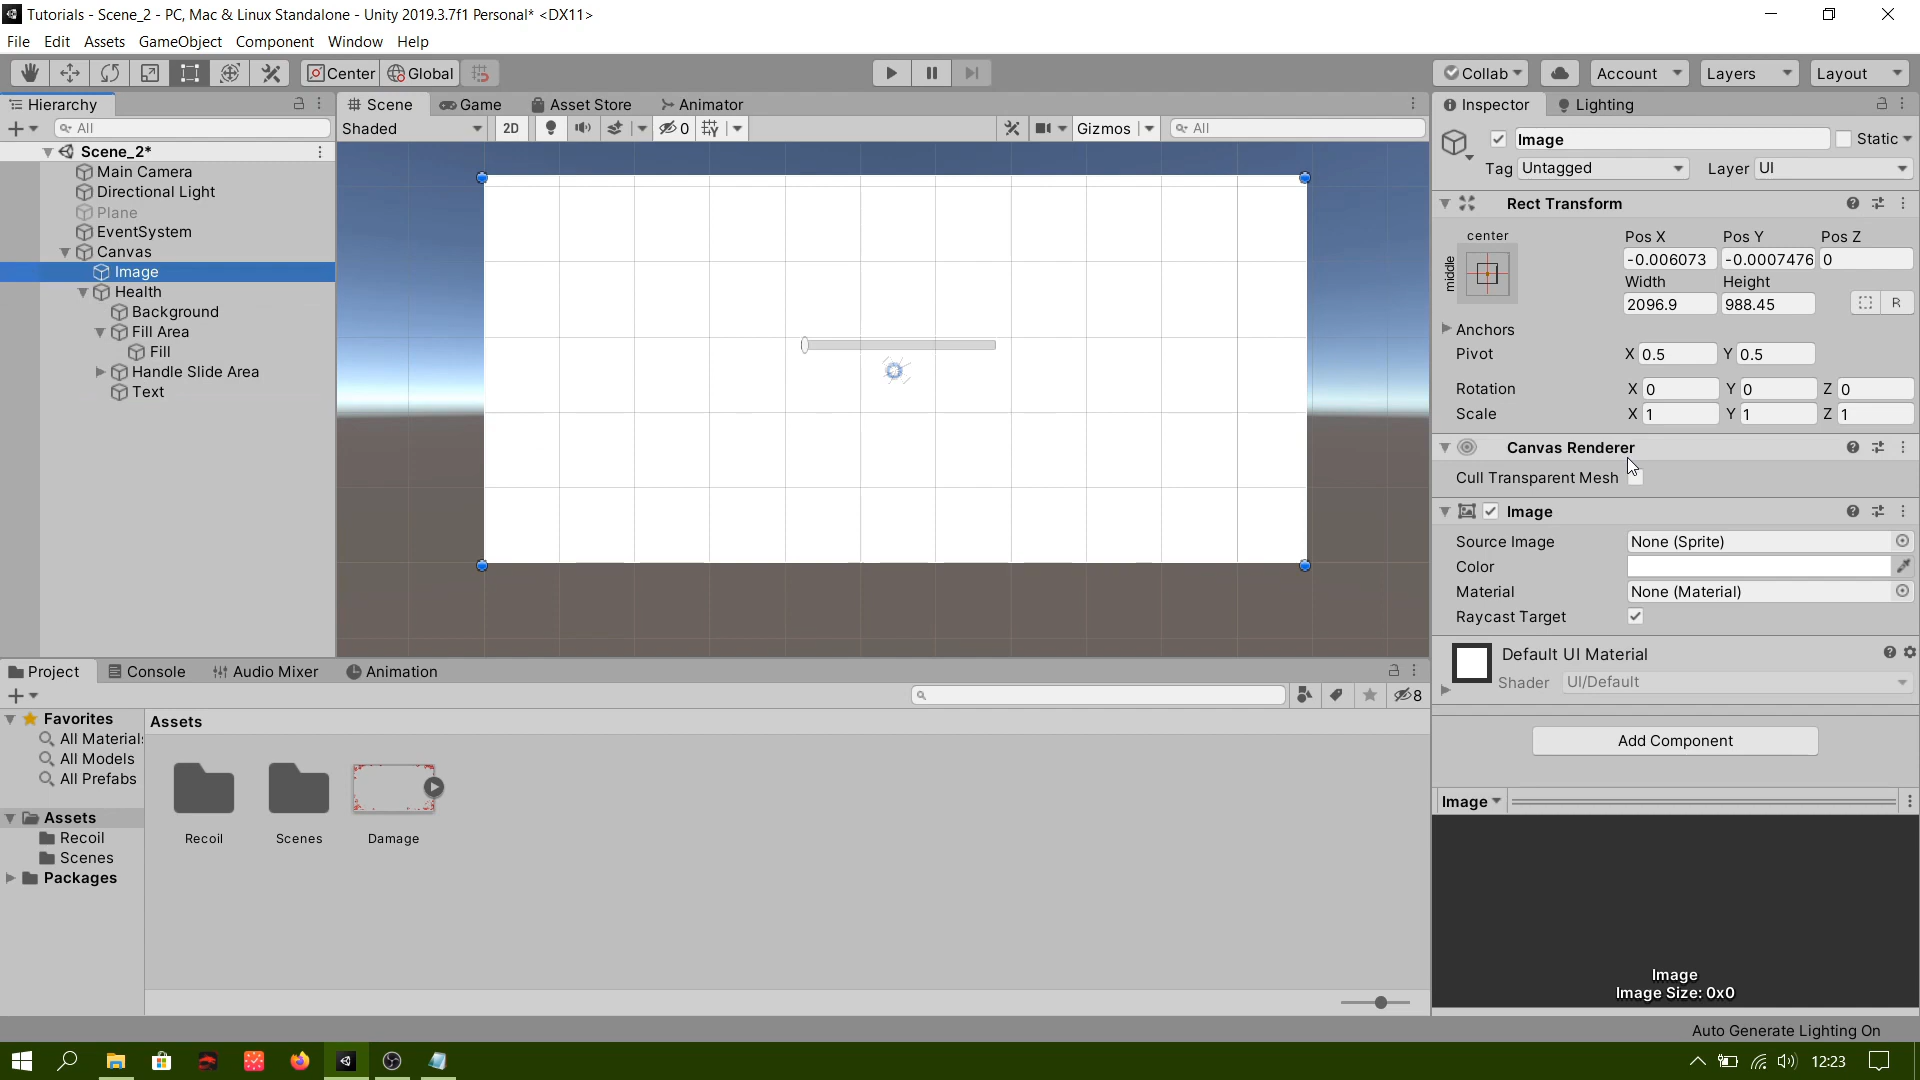 Tutorials - Scene_2 - PC, Mac & Linux Standalone - Unity 2019.3.7f1 Personal* <DX11>
File Edit Assets GameObject Component Window Help
Center Global
Collab Account Layers Layout
Hierarchy
All
Scene_2*
Main Camera
Directional Light
Plane
EventSystem
Canvas
Image
Health
Background
Fill Area
Fill
Handle Slide Area
Text
Scene Game Asset Store Animator
Shaded 2D 0 Gizmos All
Inspector Lighting
Image Static
Tag Untagged Layer UI
Rect Transform
center
middle
Pos X Pos Y Pos Z
-0.006073 -0.0007476 0
Width Height
2096.9 988.45 R
Anchors
Pivot X 0.5 Y 0.5
Rotation X 0 Y 0 Z 0
Scale X 1 Y 1 Z 1
Canvas Renderer
Cull Transparent Mesh
Image
Source Image None (Sprite)
Color
Material None (Material)
Raycast Target
Default UI Material
Shader UI/Default
Add Component
Image
Image
Image Size: 0x0
Project Console Audio Mixer Animation
8
Favorites
All Material
All Models
All Prefabs
Assets
Recoil
Scenes
Packages
Assets
Recoil Scenes Damage
Auto Generate Lighting On
12:23